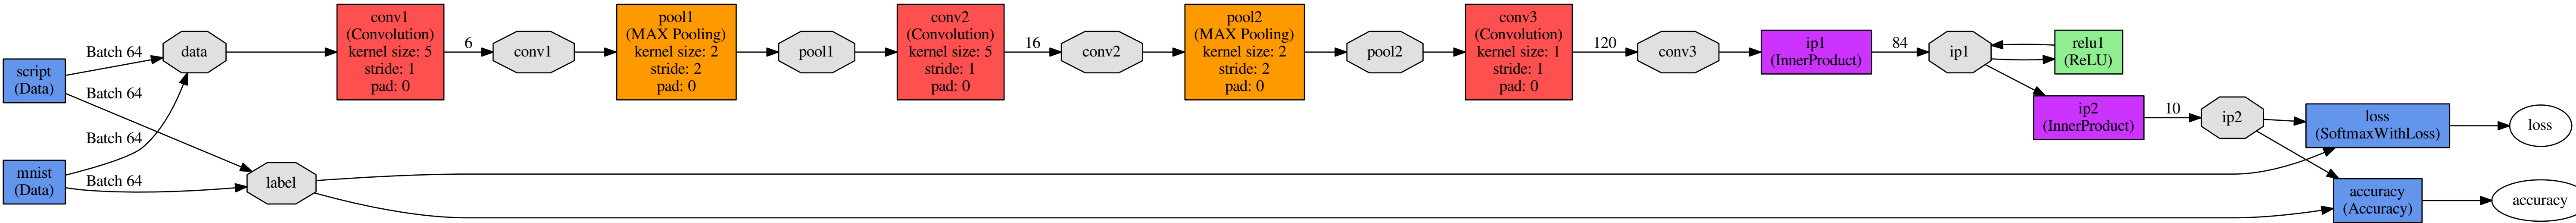 script
(Data)
mnist
(Data)
Batch 64
Batch 64
Batch 64
Batch 64
data
label
conv1
(Convolution)
kernel size: 5
stride: 1
pad: 0
6
conv1
pool1
(MAX Pooling)
kernel size: 2
stride: 2
pad: 0
pool1
conv2
(Convolution)
kernel size: 5
stride: 1
pad: 0
16
conv2
pool2
(MAX Pooling)
kernel size: 2
stride: 2
pad: 0
pool2
conv3
(Convolution)
kernel size: 1
stride: 1
pad: 0
120
conv3
ip1
(InnerProduct)
84
ip1
relu1
(ReLU)
ip2
(InnerProduct)
10
ip2
loss
(SoftmaxWithLoss)
loss
accuracy
(Accuracy)
accuracy